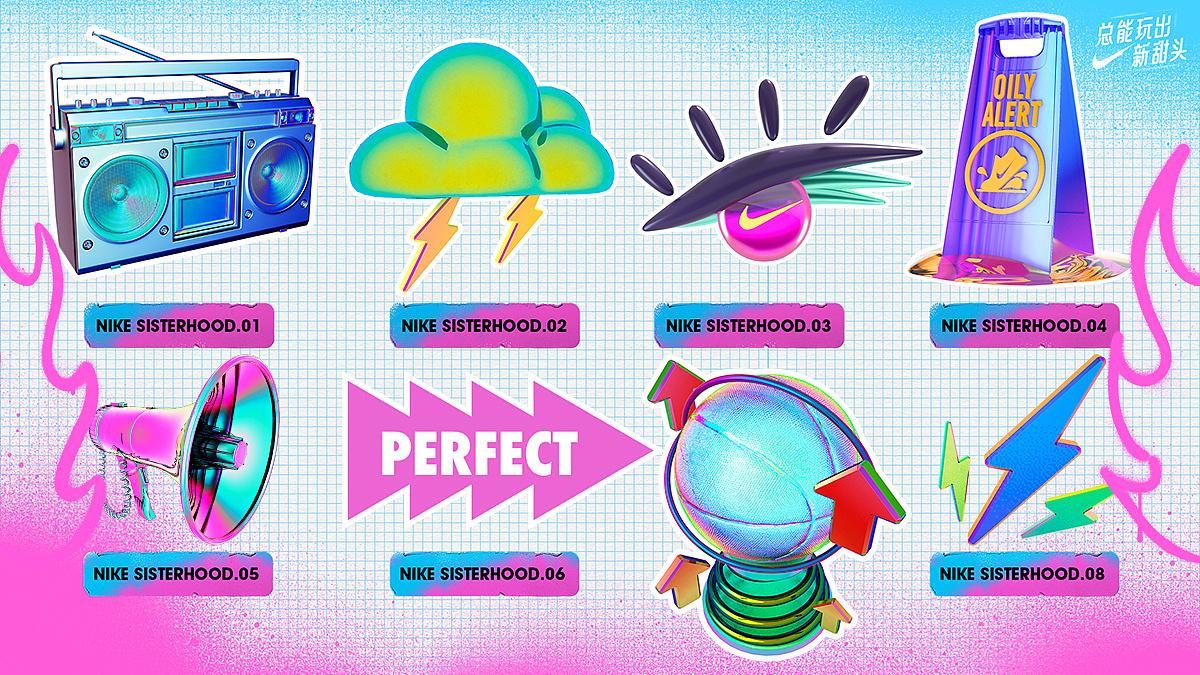 总能玩出
新甜头
OILY
ALERT
NIKE SISTERHOOD.01
NIKE SISTERHOOD.02
NIKE SISTERHOOD.03
NIKE SISTERHOOD.04
PERFECT
NIKE SISTERHOOD.05
NIKE SISTERHOOD.06
NIKE SISTERHOOD.08